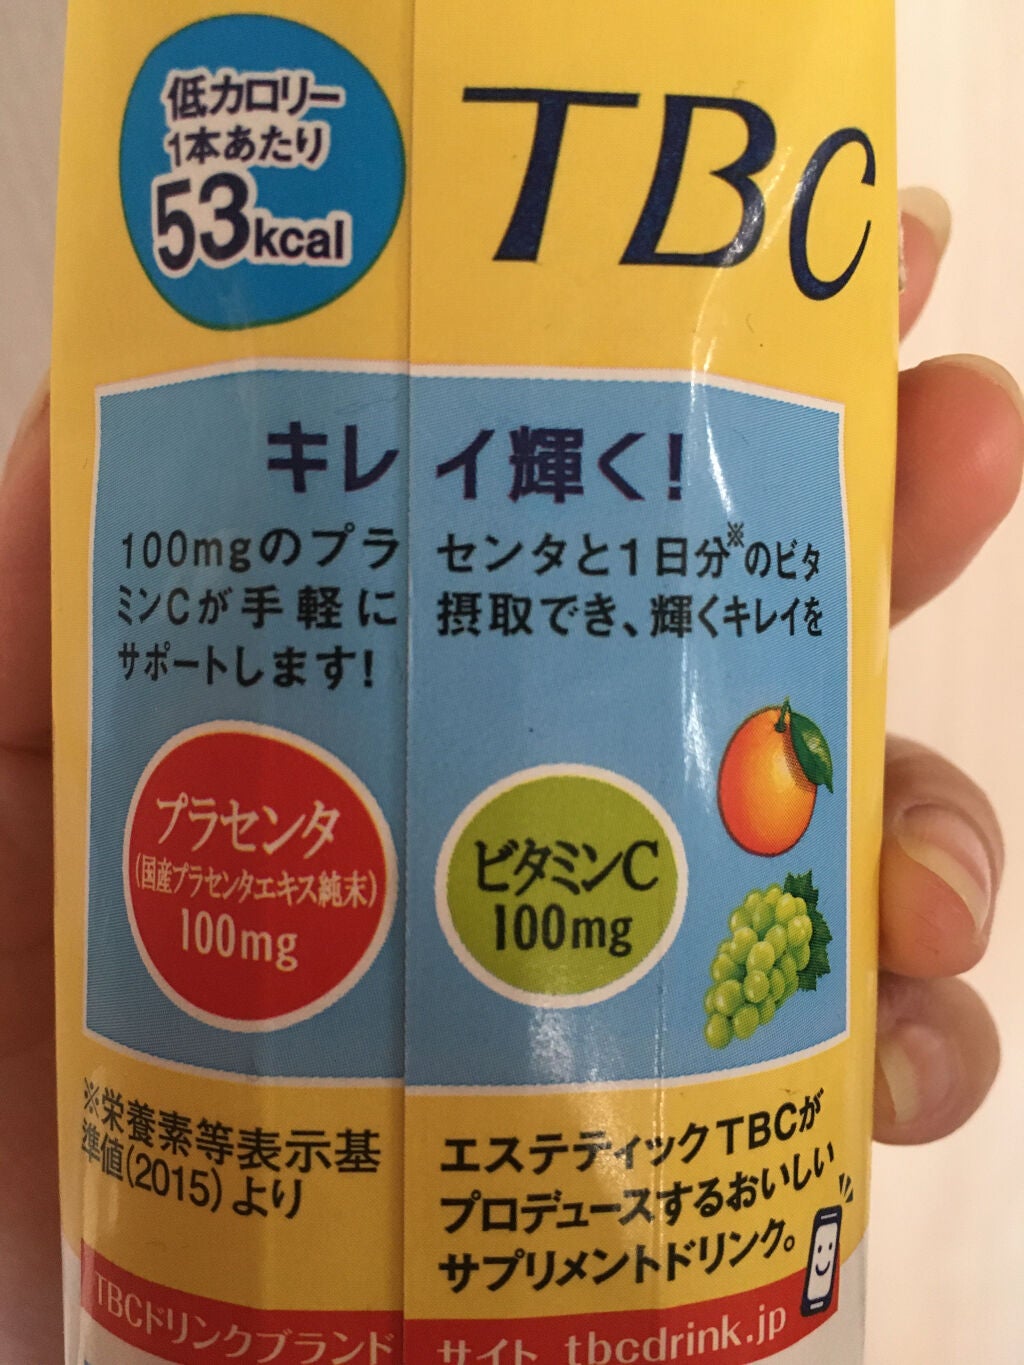 低カロリー
1本あたり
53kcal
TBC
キレイ輝く!
100mgのプラセンタと1日分※のビタ
ミンCが手軽に摂取でき、輝くキレイを
サポートします!
プラセンタ
(国産プラセンタエキス純末)
100mg
ビタミンC
100mg
※栄養素等表示基
準値(2015)より
エステティックTBCが
プロデュースするおいしい
サプリメントドリンク。
TBCドリンクブランドサイト tbcdrink.jp